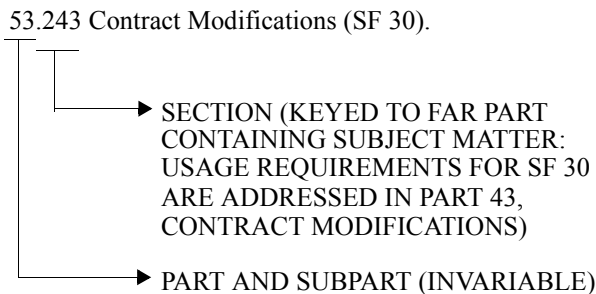 53.243 Contract Modifications (SF 30).
SECTION (KEYED TO FAR PART
CONTAINING SUBJECT MATTER:
USAGE REQUIREMENTS FOR SF 30
ARE ADDRESSED IN PART 43,
CONTRACT MODIFICATIONS)
PART AND SUBPART (INVARIABLE)